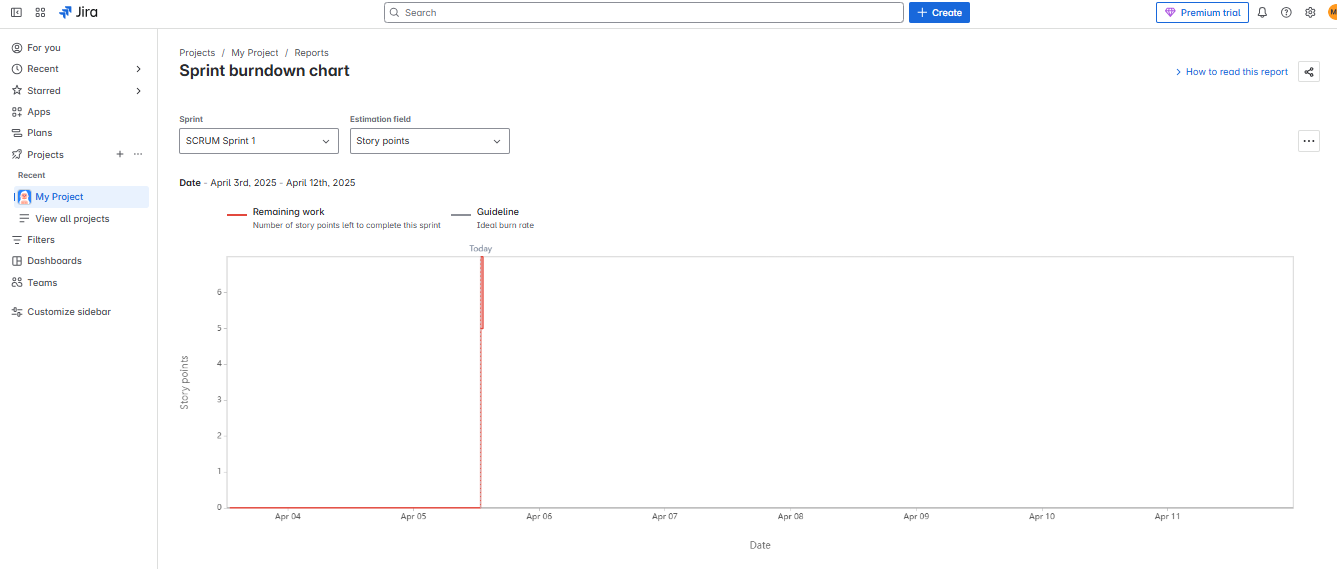 Jira
Search
+ Create
Premium trial
For you
Recent
Starred
Apps
Plans
Projects
Recent
My Project
View all projects
Filters
Dashboards
Teams
Customize sidebar
Projects / My Project / Reports
Sprint burndown chart
How to read this report
Sprint
Estimation field
SCRUM Sprint 1
Story points
Date - April 3rd, 2025 - April 12th, 2025
Remaining work
Number of story points left to complete this sprint
Guideline
Ideal burn rate
Today
6
5
4
3
2
1
0
Story points
Apr 04 Apr 05 Apr 06 Apr 07 Apr 08 Apr 09 Apr 10 Apr 11
Date